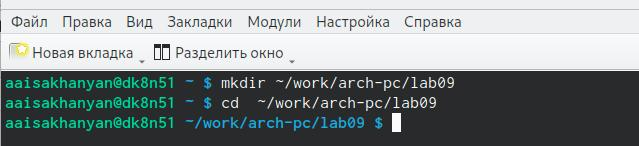 Файл Правка Вид Закладки Модули Настройка Справка
Новая вкладка Разделить окно
aaisakhanyan@dk8n51 ~ $ mkdir ~/work/arch-pc/lab09
aaisakhanyan@dk8n51 ~ $ cd  ~/work/arch-pc/lab09
aaisakhanyan@dk8n51 ~/work/arch-pc/lab09 $